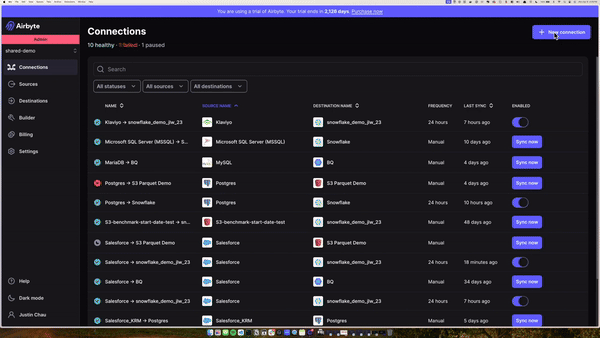 You are using a trial of Airbyte. Your trial ends in 2,128 days. Purchase now
Airbyte
Admin
shared-demo
Connections
Sources
Destinations
Builder
Billing
Settings
Help
Dark mode
Justin Chau
Connections
New connection
10 healthy · 1 failed · 1 paused
Search
All statuses All sources All destinations
NAME SOURCE NAME DESTINATION NAME FREQUENCY LAST SYNC ENABLED
Klaviyo → snowflake_demo_jlw_23 Klaviyo snowflake_demo_jlw_23 24 hours 7 hours ago
Microsoft SQL Server (MSSQL) → S... Microsoft SQL Server (MSSQL) Snowflake Manual 10 days ago Sync now
MariaDB → BQ MySQL BQ Manual 4 days ago Sync now
Postgres → S3 Parquet Demo Postgres S3 Parquet Demo Manual 4 days ago Sync now
Postgres → Snowflake Postgres Snowflake 24 hours 10 hours ago
S3-benchmark-start-date-test → sn... S3-benchmark-start-date-test snowflake_demo_jlw_23 Manual 48 days ago Sync now
Salesforce → S3 Parquet Demo Salesforce S3 Parquet Demo Manual Sync now
Salesforce → snowflake_demo_jlw_23 Salesforce snowflake_demo_jlw_23 24 hours 18 minutes ago
Salesforce → BQ Salesforce BQ Manual 34 days ago Sync now
Salesforce → snowflake_demo_jlw_23 Salesforce snowflake_demo_jlw_23 24 hours 7 hours ago
Salesforce_KRM → Postgres Salesforce_KRM Postgres Manual 5 days ago Sync now